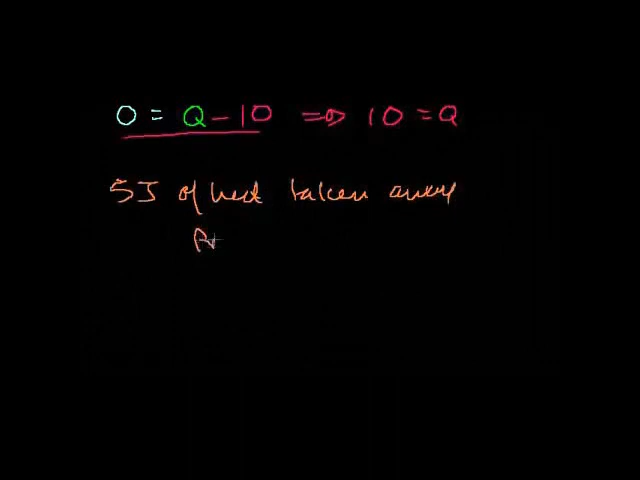 0 = Q - 10 ⇒ 10 = Q
5J of heat taken away